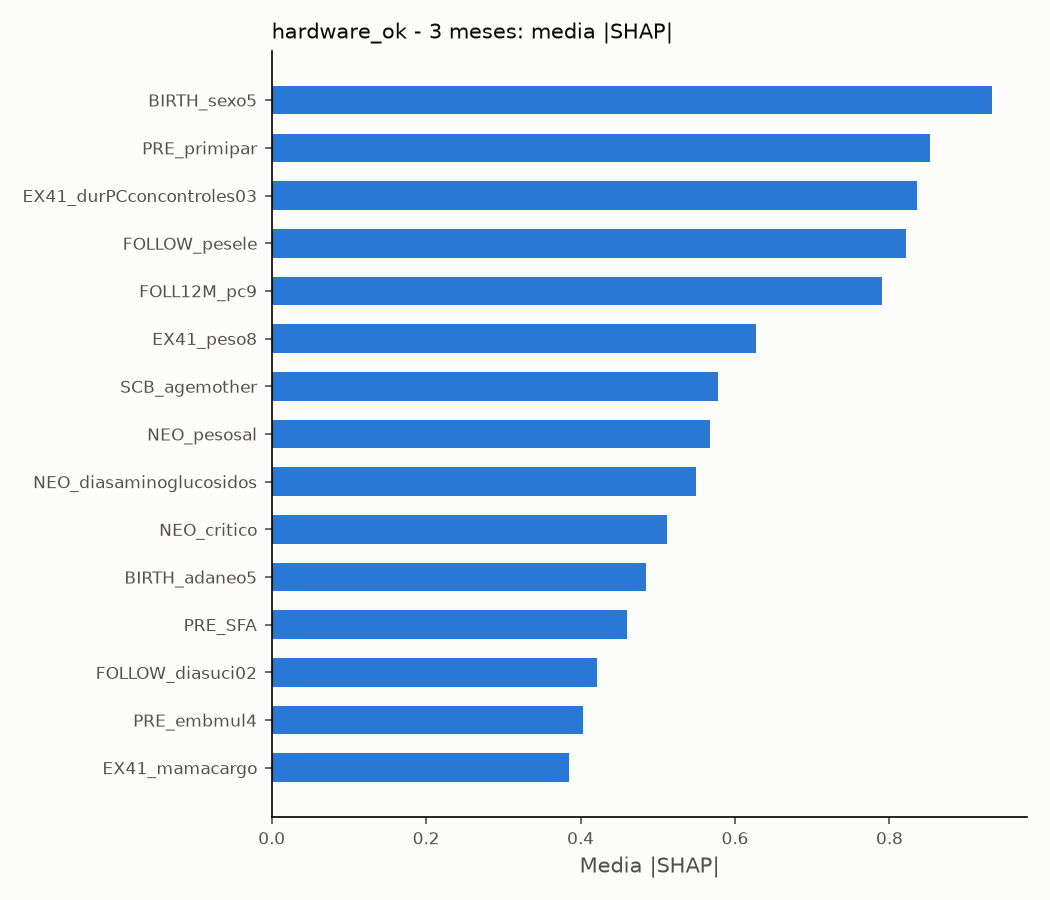 hardware_ok - 3 meses: media |SHAP|
BIRTH_sexo5
PRE_primipar
EX41_durPCconcontroles03
FOLLOW_pesele
FOLL12M_pc9
EX41_peso8
SCB_agemother
NEO_pesosal
NEO_diasaminoglucosidos
NEO_critico
BIRTH_adaneo5
PRE_SFA
FOLLOW_diasuci02
PRE_embmul4
EX41_mamacargo
0.0 0.2 0.4 0.6 0.8
Media |SHAP|